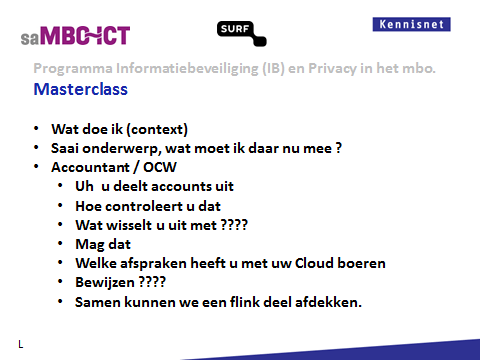 saMBO-ICT
SURF
Kennisnet
Programma Informatiebeveiliging (IB) en Privacy in het mbo.
Masterclass
• Wat doe ik (context)
• Saai onderwerp, wat moet ik daar nu mee ?
• Accountant / OCW
• Uh u deelt accounts uit
• Hoe controleert u dat
• Wat wisselt u uit met ????
• Mag dat
• Welke afspraken heeft u met uw Cloud boeren
• Bewijzen ????
• Samen kunnen we een flink deel afdekken.
L